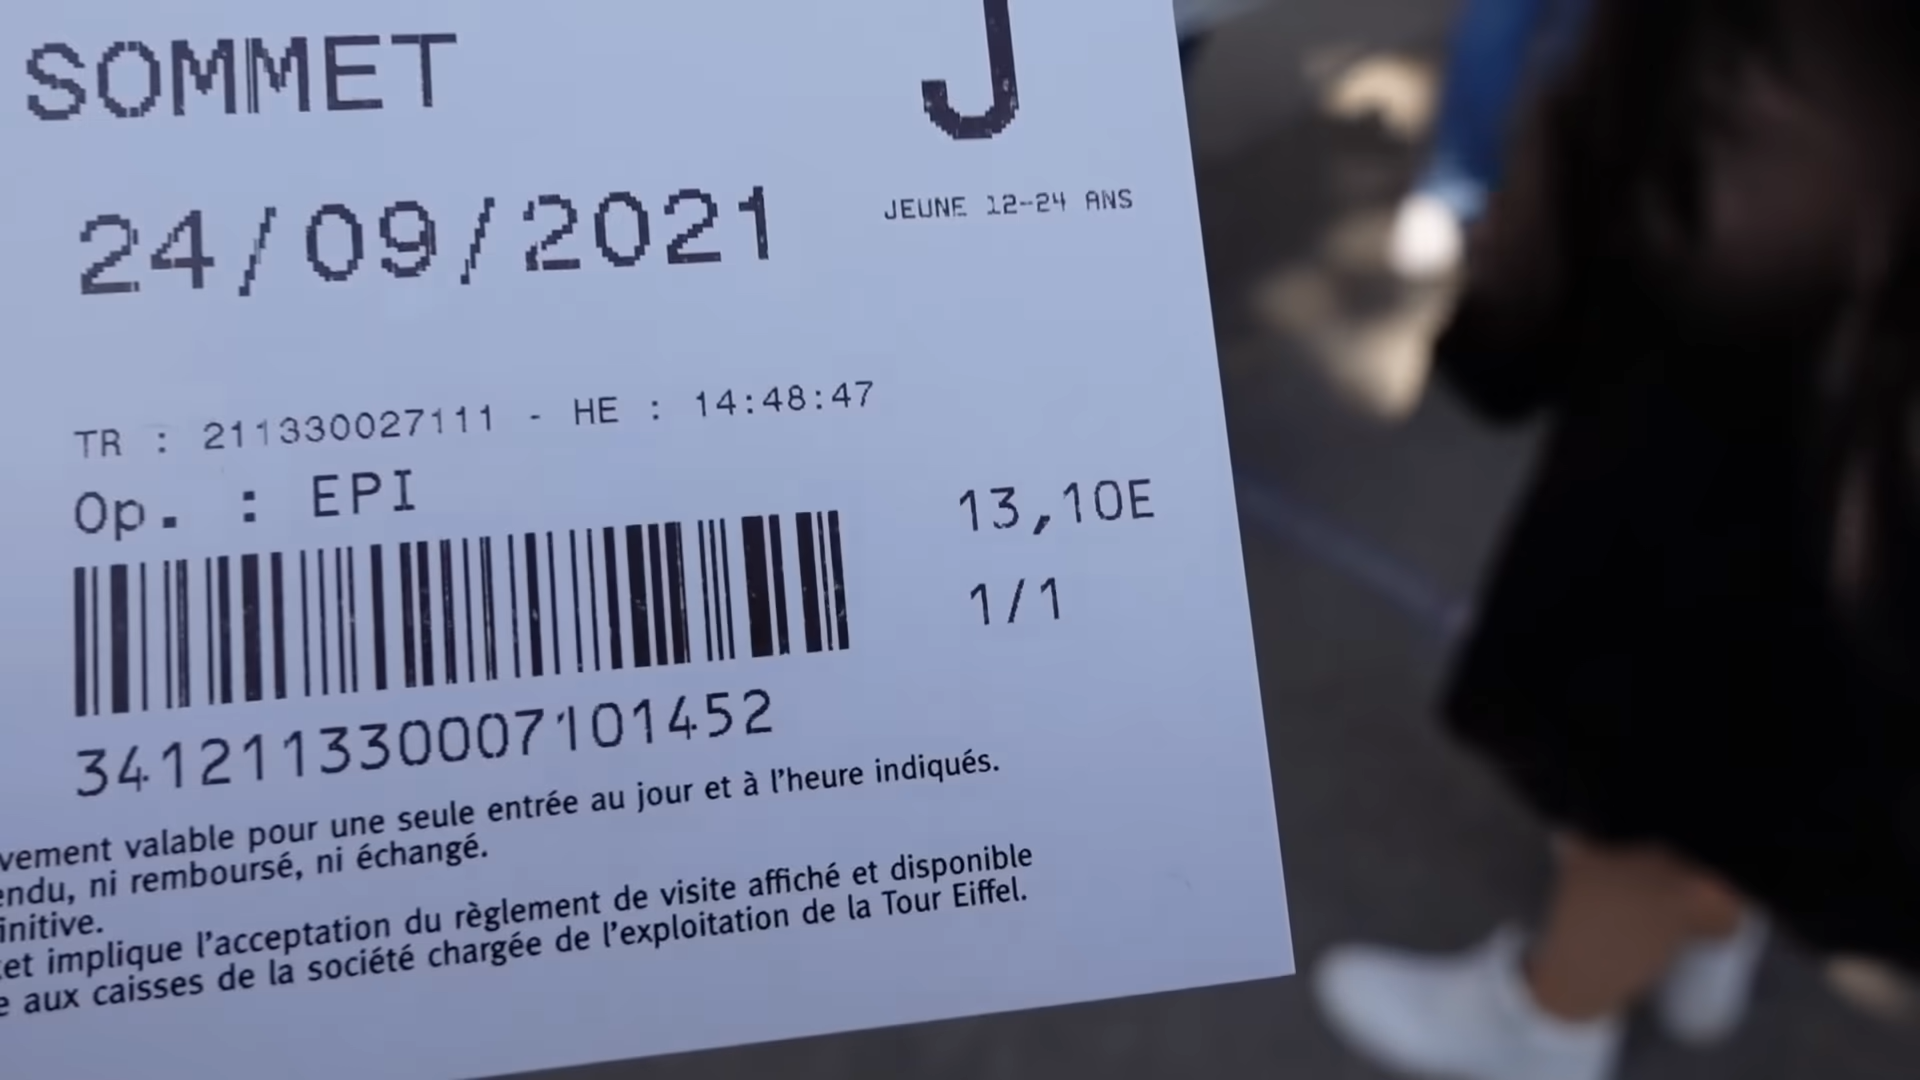 SOMMET
J
24/09/2021
JEUNE 12-24 ANS
TR : 211330027111 - HE : 14:48:47
Op. : EPI
13,10E
1/1
341211330007101452
vement valable pour une seule entrée au jour et à l'heure indiqués.
endu, ni remboursé, ni échangé.
initive.
et implique l'acceptation du règlement de visite affiché et disponible
e aux caisses de la société chargée de l'exploitation de la Tour Eiffel.